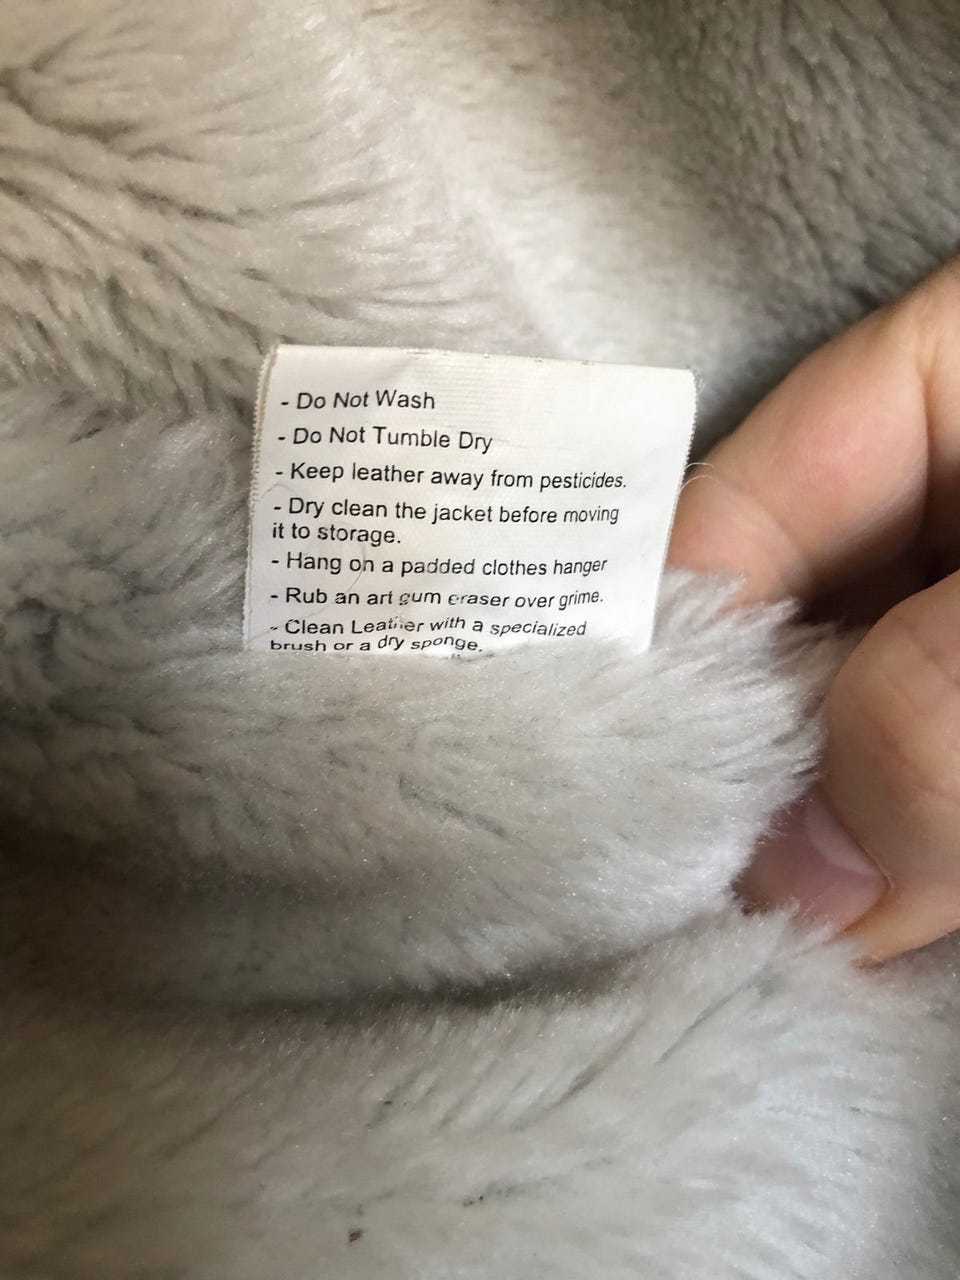 - Do Not Wash
- Do Not Tumble Dry
- Keep leather away from pesticides.
- Dry clean the jacket before moving
it to storage.
- Hang on a padded clothes hanger
- Rub an art gum eraser over grime.
- Clean Leather with a specialized
brush or a dry sponge.